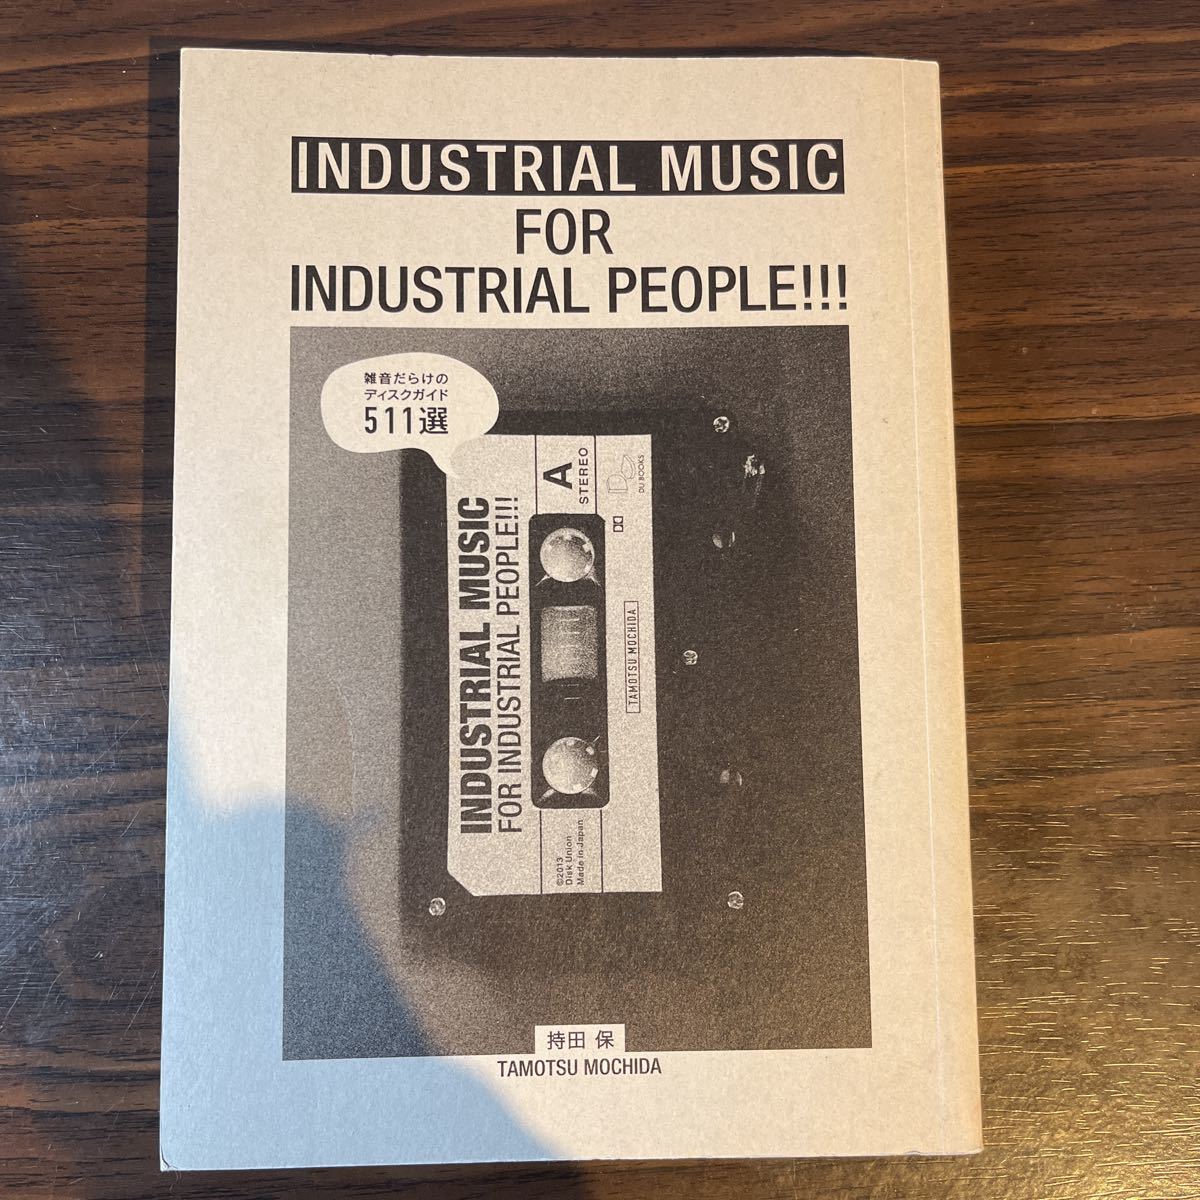 INDUSTRIAL MUSIC
FOR
INDUSTRIAL PEOPLE!!!
雑音だらけの
ディスクガイド
511選
A
STEREO
DU BOOKS
INDUSTRIAL MUSIC
FOR INDUSTRIAL PEOPLE!!!
TAMOTSU MOCHIDA
©2013
Disk Union
Made in Japan
持田 保
TAMOTSU MOCHIDA